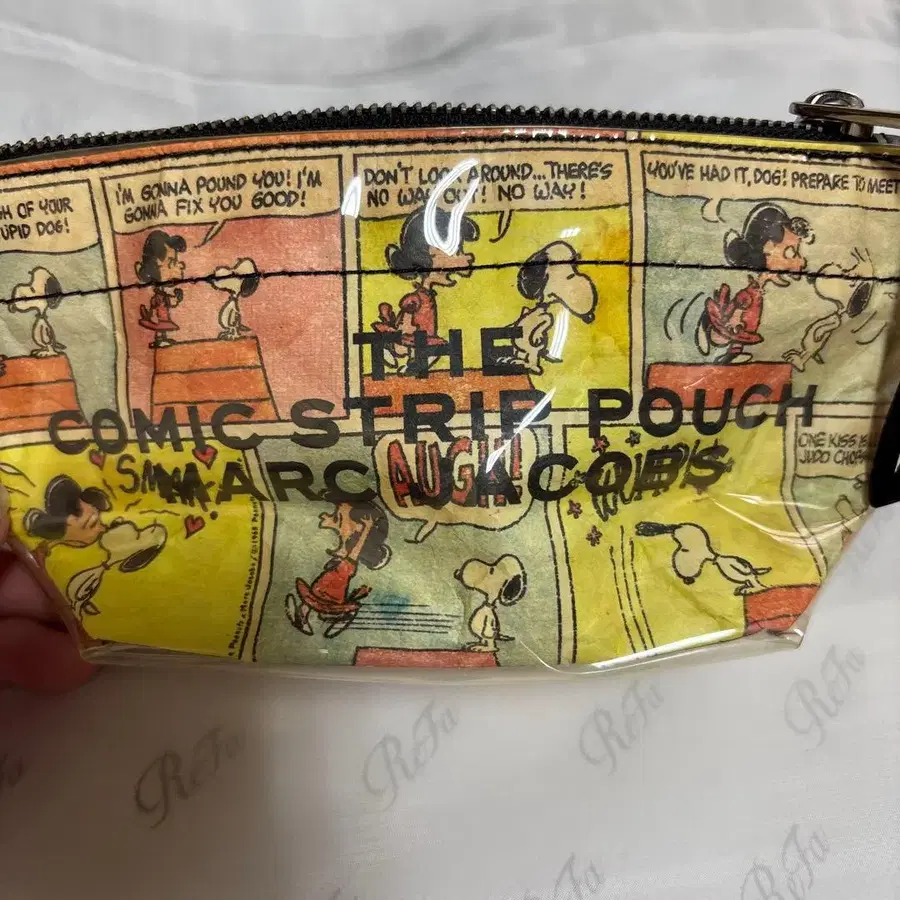 H OF YOUR
UPID DOG!
I'M GONNA POUND YOU! I'M
GONNA FIX YOU GOOD!
DON'T LOOK AROUND...THERE'S
NO WAY OUT! NO WAY!
YOU'VE HAD IT, DOG! PREPARE TO MEET
THE
COMIC STRIP POUCH
MARC JACOBS
AUGH!
ONE KISS IS
JUDO CHOP
ReFa
ReFa
ReFa
ReFa
ReFa